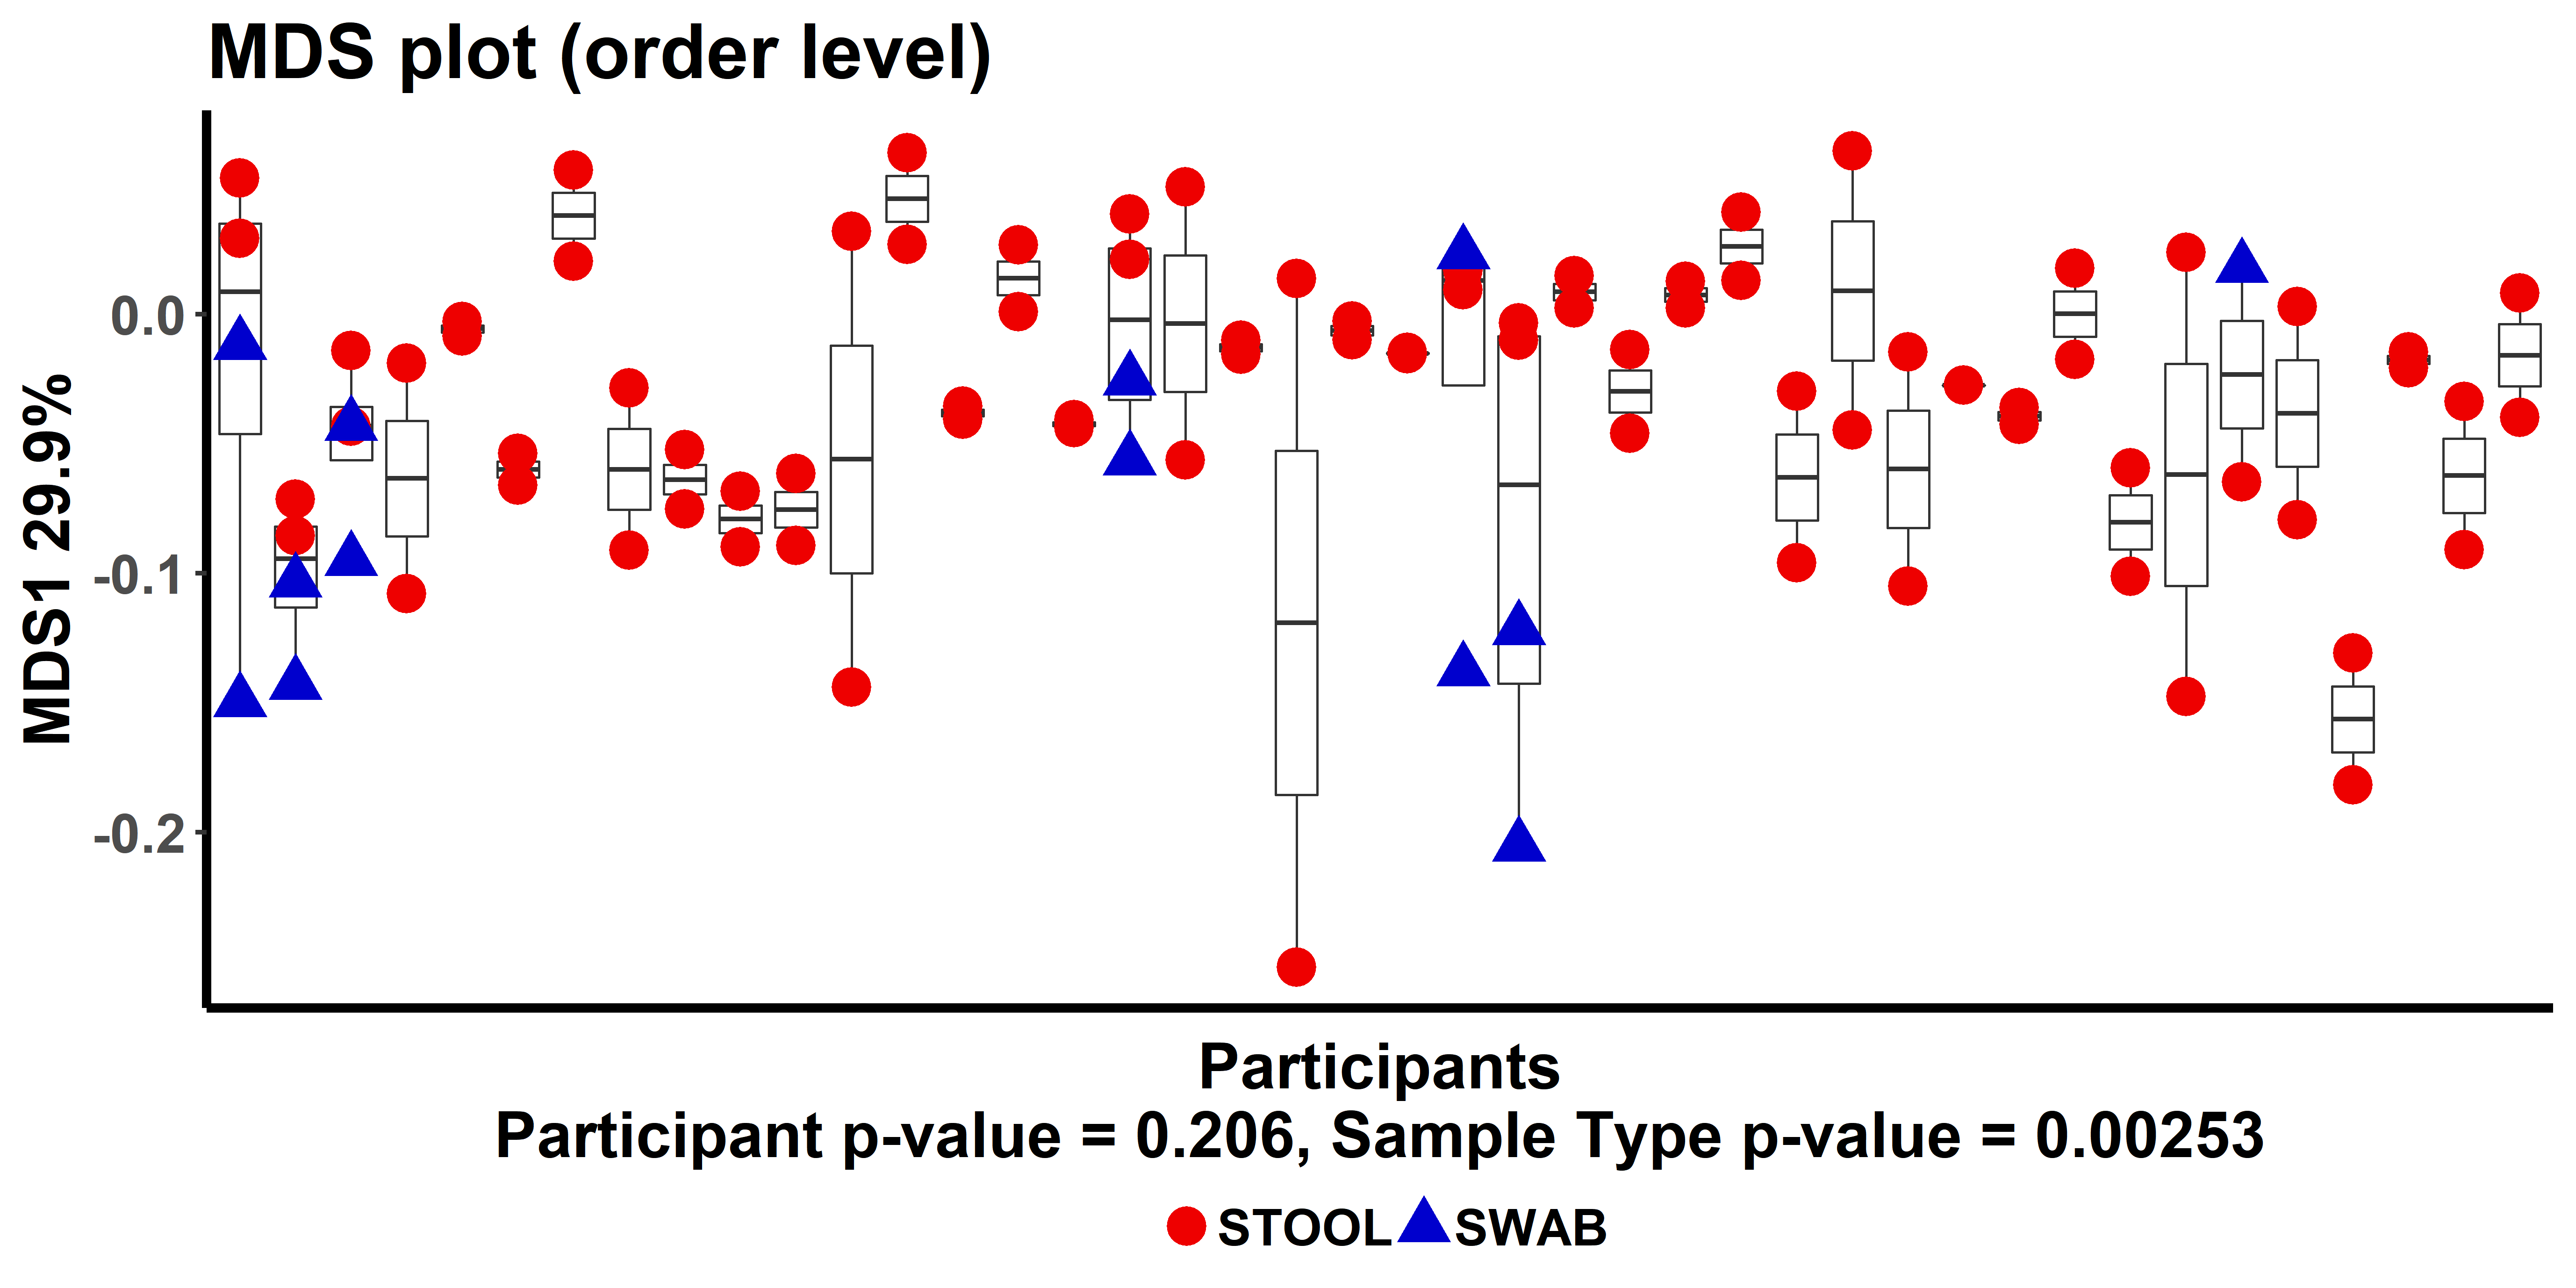 MDS plot (order level)
MDS1 29.9%
0.0
-0.1
-0.2
Participants
Participant p-value = 0.206, Sample Type p-value = 0.00253
STOOL SWAB